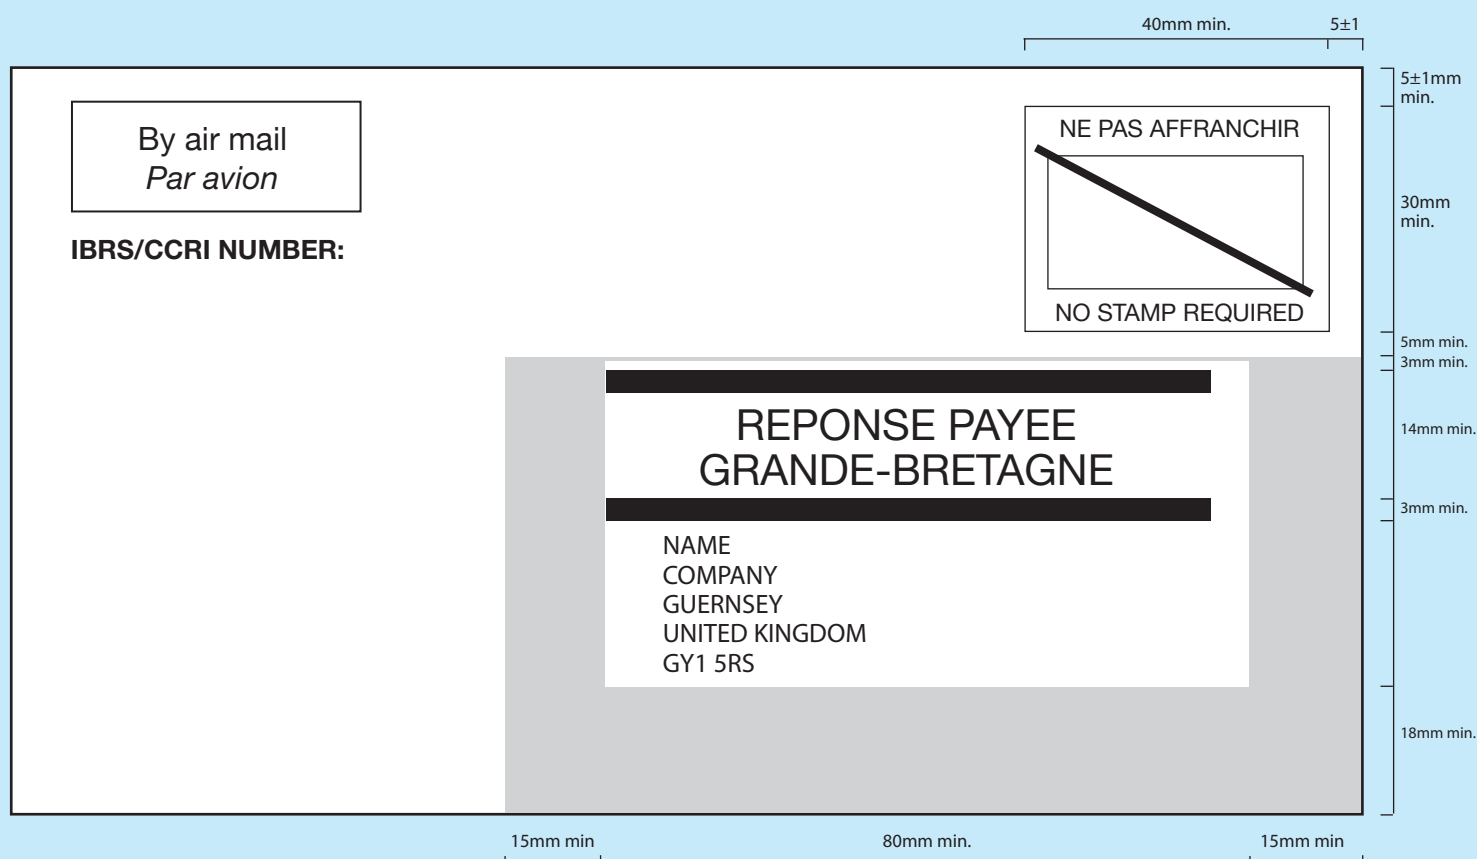 40mm min.
5±1
5±1mm
min.
By air mail
Par avion
NE PAS AFFRANCHIR
30mm
min.
IBRS/CCRI NUMBER:
NO STAMP REQUIRED
5mm min.
3mm min.
REPONSE PAYEE
GRANDE-BRETAGNE
14mm min.
3mm min.
NAME
COMPANY
GUERNSEY
UNITED KINGDOM
GY1 5RS
18mm min.
15mm min
80mm min.
15mm min